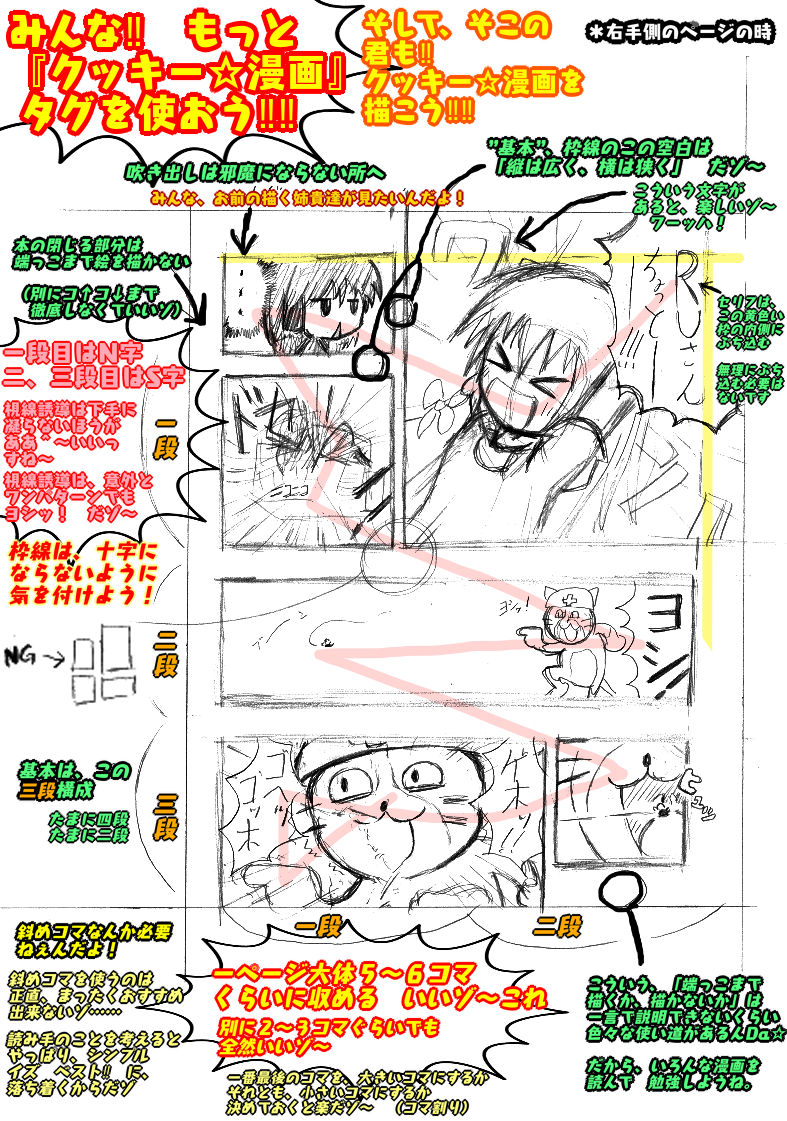 みんな!!　もっと
『クッキー☆漫画』
タグを使おう!!!!
そして、そこの
君も!!
クッキー☆漫画を
描こう!!!!
＊右手側のページの時
吹き出しは邪魔にならない所へ
みんな、お前の描く姉貴達が見たいんだよ！
"基本"、枠線のこの空白は
「縦は広く、横は狭く」　だゾ～
こういう文字が
あると、楽しいゾ～
フーッハ！
本の閉じる部分は
端っこまで絵を描かない
（別にコ↑コ↓まで
徹底しなくていいゾ）
セリフは、
この黄色い
枠の内側に
ぶち込む
無理にぶち
込む必要は
ないです
RUさん
ちょっとー
!!!
一段目はN字
二、三段目はS字
視線誘導は下手に
凝らないほうが
ああ＾～いいっ
すね～
視線誘導は、意外と
ワンパターンでも
ヨシッ！　だゾ～
一段
ニコニコ
枠線は、十字に
ならないように
気を付けよう！
NG→
二段
ヨシッ!
ヨシッ!!
基本は、この
三段構成
たまに四段
たまに二段
三段
ゲホッ!!
ゴホッ
一段
二段
斜めコマなんか必要
ねぇんだよ！
斜めコマを使うのは
正直、まったくおすすめ
出来ないゾ……
読み手のことを考えると
やっぱり、シンプル
イズ　ベスト!!　に、
落ち着くからだゾ
一ページ大体５～６コマ
くらいに収める　いいゾ～これ
別に２～３コマぐらいでも
全然いいゾ～
一番最後のコマを、大きいコマにするか
それとも、小さいコマにするか
決めておくと楽だゾ～　（コマ割り）
こういう、「端っこまで
描くか、描かないか」は
一言で説明できないくらい
色々な使い道があるんDα☆
だから、いろんな漫画を
読んで　勉強しようね。